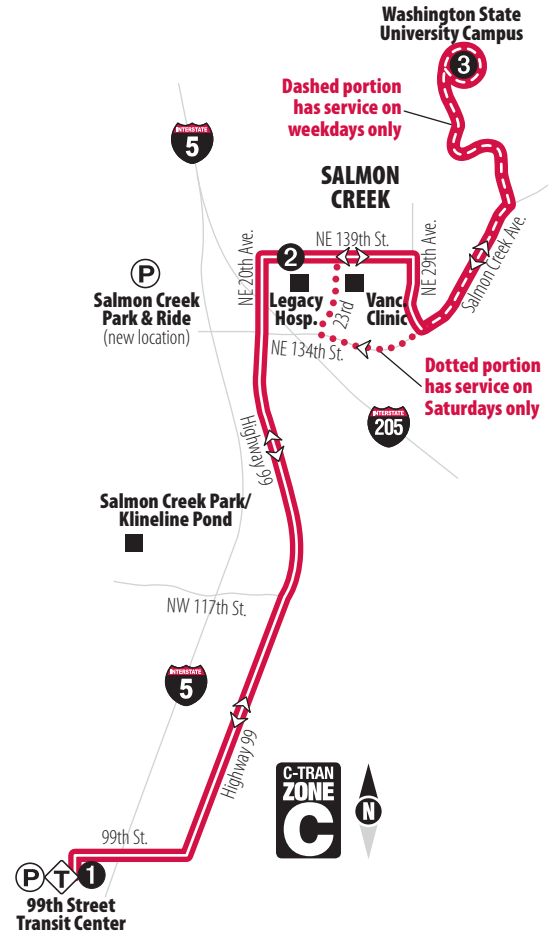 Washington State
University Campus
3
Dashed portion
has service on
weekdays only
INTERSTATE
5
SALMON
CREEK
NE 20th Ave.
2
NE 139th St.
NE 29th Ave.
Salmon Creek Ave.
P
Salmon Creek
Park & Ride
(new location)
Legacy
Hosp.
23rd
Vanc.
Clinic
NE 134th St.
Dotted portion
has service on
Saturdays only
INTERSTATE
205
Highway 99
Salmon Creek Park/
Klineline Pond
NW 117th St.
INTERSTATE
5
Highway 99
C-TRAN
ZONE
C
N
99th St.
P
T
1
99th Street
Transit Center